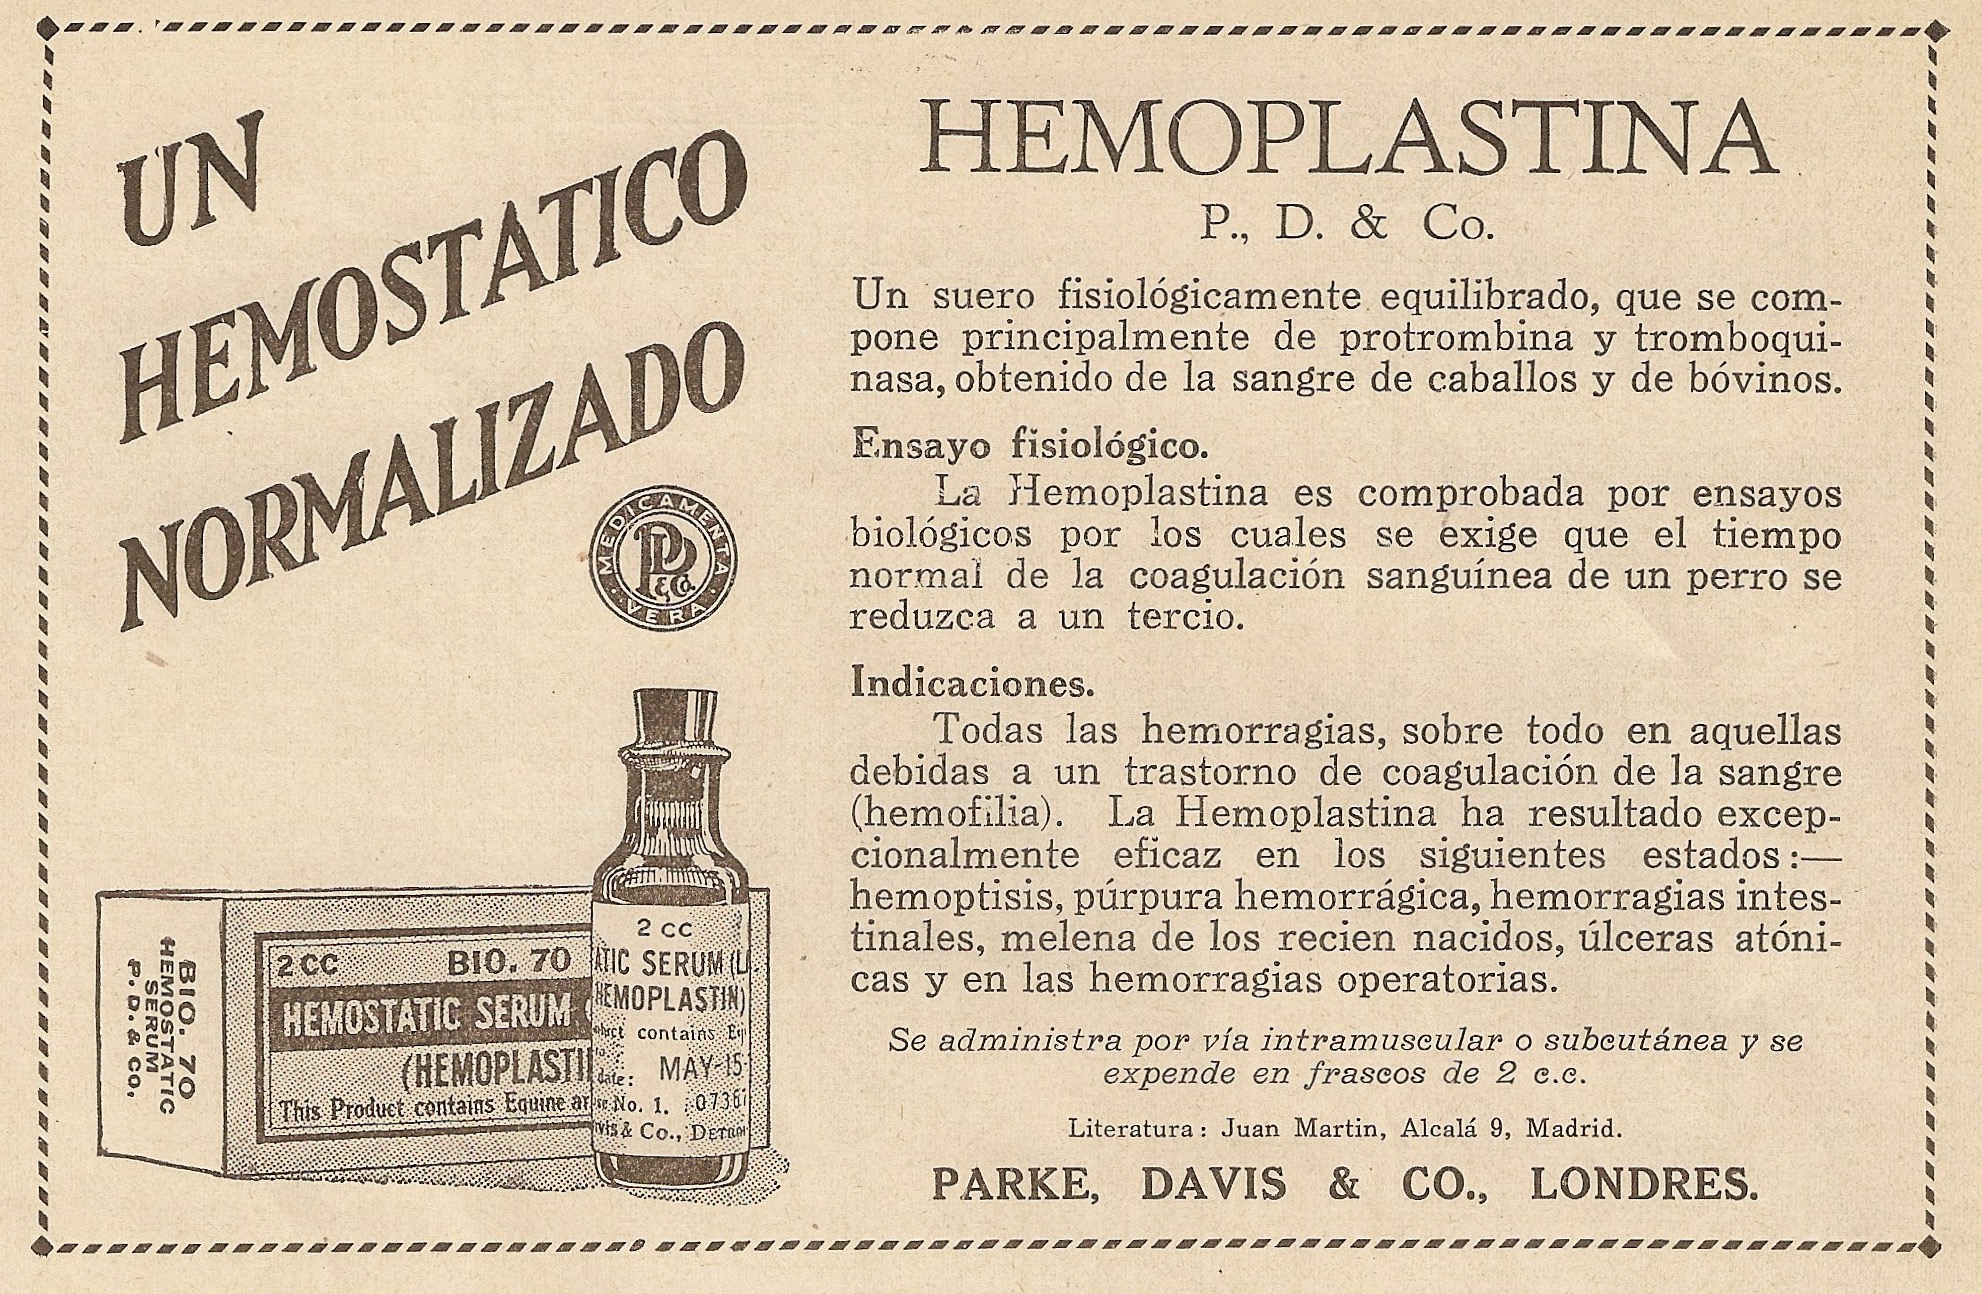 UN
HEMOSTATICO
NORMALIZADO
MEDICAMENTA
P D & Co
VERA
BIO. 70
HEMOSTATIC
SERUM
P. D. & CO.
2 CC BIO. 70
HEMOSTATIC SERUM
(HEMOPLASTI
This Product contains Equine
2 CC
ATIC SERUM (L
HEMOPLASTIN)
contains
date: MAY-15
No. 1. 0736
& Co., DETROI
HEMOPLASTINA
P., D. & Co.
Un suero fisiológicamente equilibrado, que se com-
pone principalmente de protrombina y tromboqui-
nasa, obtenido de la sangre de caballos y de bóvinos.
Ensayo fisiológico.
La Hemoplastina es comprobada por ensayos
biológicos por los cuales se exige que el tiempo
normal de la coagulación sanguínea de un perro se
reduzca a un tercio.
Indicaciones.
Todas las hemorragias, sobre todo en aquellas
debidas a un trastorno de coagulación de la sangre
(hemofilia). La Hemoplastina ha resultado excep-
cionalmente eficaz en los siguientes estados:—
hemoptisis, púrpura hemorrágica, hemorragias intes-
tinales, melena de los recien nacidos, úlceras atóni-
cas y en las hemorragias operatorias.
Se administra por vía intramuscular o subcutánea y se
expende en frascos de 2 c.c.
Literatura: Juan Martin, Alcalá 9, Madrid.
PARKE, DAVIS & CO., LONDRES.